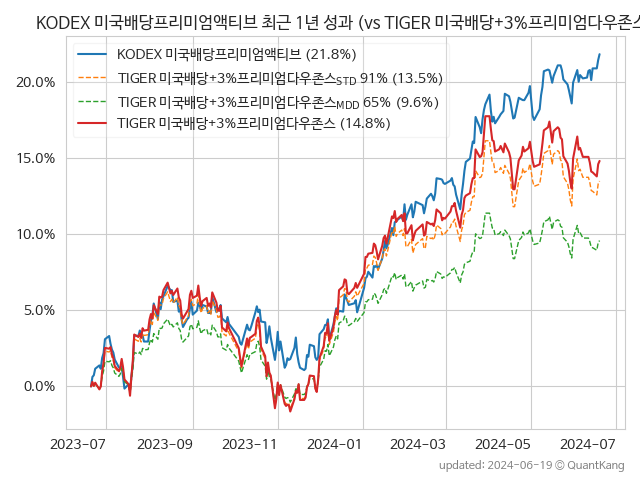 KODEX 미국배당프리미엄액티브 최근 1년 성과 (vs TIGER 미국배당+3%프리미엄다우존스
KODEX 미국배당프리미엄액티브 (21.8%)
TIGER 미국배당+3%프리미엄다우존스STD 91% (13.5%)
TIGER 미국배당+3%프리미엄다우존스MDD 65% (9.6%)
TIGER 미국배당+3%프리미엄다우존스 (14.8%)
20.0%
15.0%
10.0%
5.0%
0.0%
2023-07 2023-09 2023-11 2024-01 2024-03 2024-05 2024-07
updated: 2024-06-19 © QuantKang